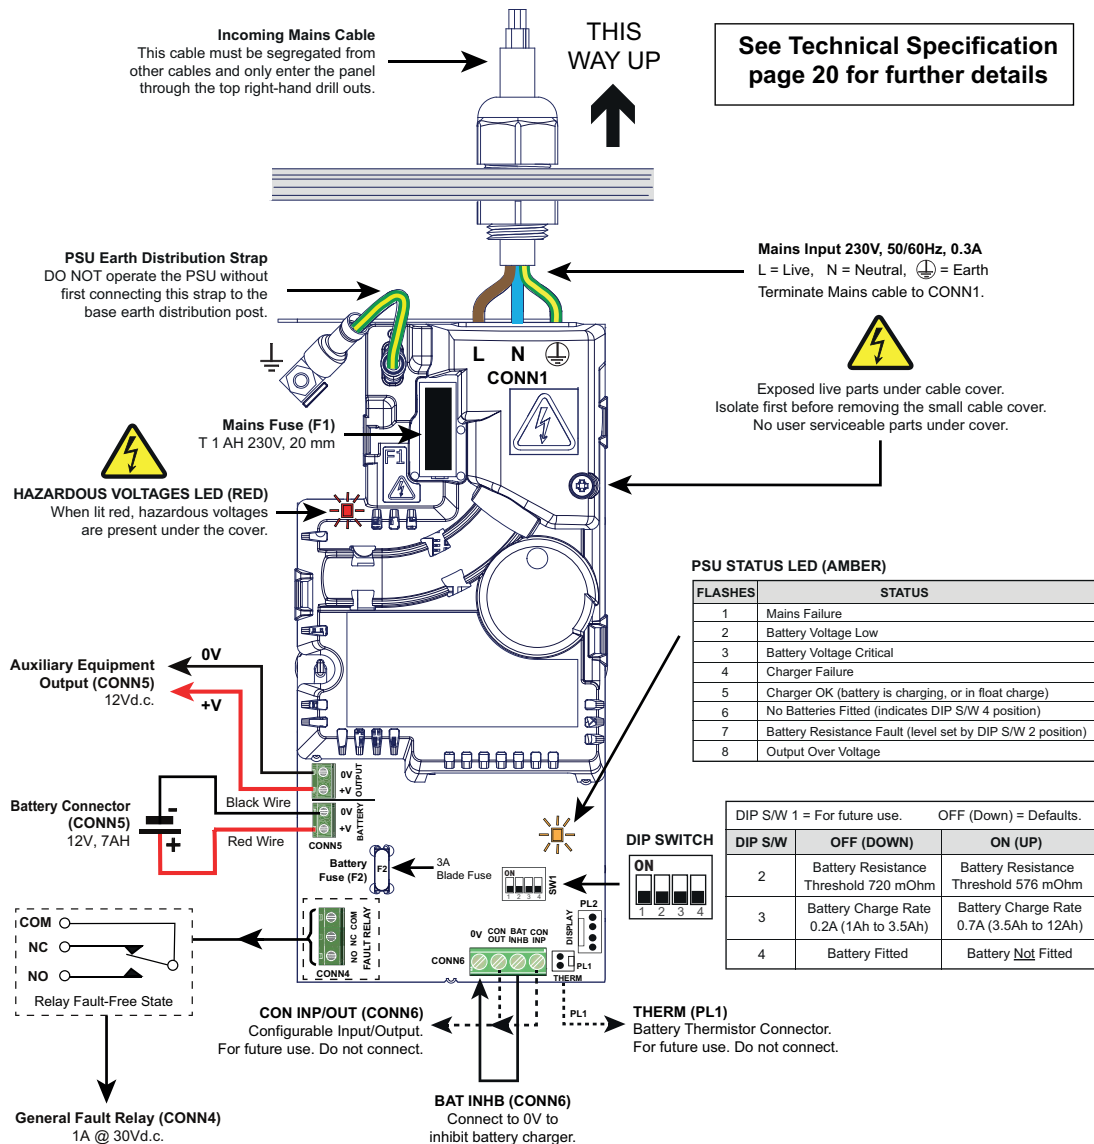 Incoming Mains Cable
This cable must be segregated from
other cables and only enter the panel
through the top right-hand drill outs.
THIS
WAY UP
See Technical Specification
page 20 for further details
PSU Earth Distribution Strap
DO NOT operate the PSU without
first connecting this strap to the
base earth distribution post.
Mains Input 230V, 50/60Hz, 0.3A
L = Live, N = Neutral, = Earth
Terminate Mains cable to CONN1.
L N
CONN1
Exposed live parts under cable cover.
Isolate first before removing the small cable cover.
No user serviceable parts under cover.
Mains Fuse (F1)
T 1 AH 230V, 20 mm
F1
HAZARDOUS VOLTAGES LED (RED)
When lit red, hazardous voltages
are present under the cover.
PSU STATUS LED (AMBER)
FLASHES STATUS
1 Mains Failure
2 Battery Voltage Low
3 Battery Voltage Critical
4 Charger Failure
5 Charger OK (battery is charging, or in float charge)
6 No Batteries Fitted (indicates DIP S/W 4 position)
7 Battery Resistance Fault (level set by DIP S/W 2 position)
8 Output Over Voltage
Auxiliary Equipment
Output (CONN5)
12Vd.c.
0V
+V
0V
+V
OUTPUT
Battery Connector
(CONN5)
12V, 7AH
-
+
Black Wire
Red Wire
0V
+V
BATTERY
CONN5
Battery
Fuse (F2)
F2
3A
Blade Fuse
ON
1 2 3 4
SW1
DIP SWITCH
ON
1 2 3 4
DIP S/W 1 = For future use. OFF (Down) = Defaults.
DIP S/W OFF (DOWN) ON (UP)
2 Battery Resistance Threshold 720 mOhm Battery Resistance Threshold 576 mOhm
3 Battery Charge Rate 0.2A (1Ah to 3.5Ah) Battery Charge Rate 0.7A (3.5Ah to 12Ah)
4 Battery Fitted Battery Not Fitted
COM
NC
NO
Relay Fault-Free State
NO NC COM
FAULT RELAY
CONN4
0V CON OUT BAT INHB CON INP
CONN6
PL2
DISPLAY
PL1
THERM
CON INP/OUT (CONN6)
Configurable Input/Output.
For future use. Do not connect.
PL1
THERM (PL1)
Battery Thermistor Connector.
For future use. Do not connect.
General Fault Relay (CONN4)
1A @ 30Vd.c.
BAT INHB (CONN6)
Connect to 0V to
inhibit battery charger.